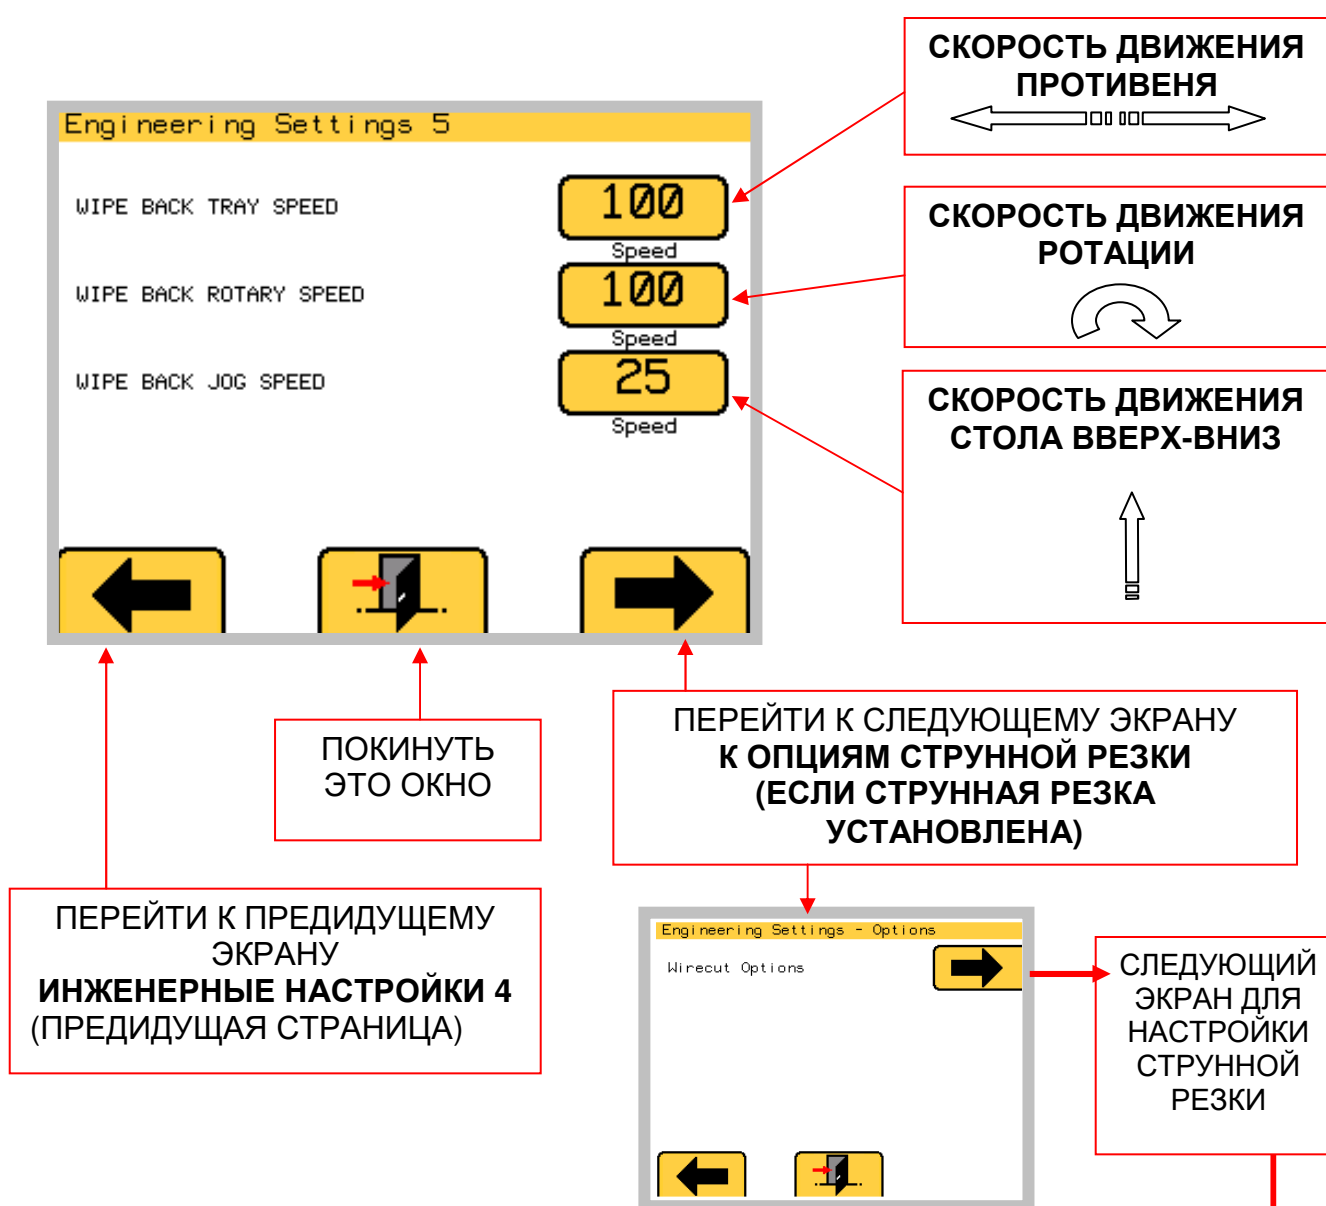 СКОРОСТЬ ДВИЖЕНИЯ
ПРОТИВЕНЯ
Engineering Settings 5
WIPE BACK TRAY SPEED
100
Speed
СКОРОСТЬ ДВИЖЕНИЯ
РОТАЦИИ
WIPE BACK ROTARY SPEED
100
Speed
WIPE BACK JOG SPEED
25
Speed
СКОРОСТЬ ДВИЖЕНИЯ
СТОЛА ВВЕРХ-ВНИЗ
ПОКИНУТЬ
ЭТО ОКНО
ПЕРЕЙТИ К СЛЕДУЮЩЕМУ ЭКРАНУ
К ОПЦИЯМ СТРУННОЙ РЕЗКИ
(ЕСЛИ СТРУННАЯ РЕЗКА
УСТАНОВЛЕНА)
ПЕРЕЙТИ К ПРЕДИДУЩЕМУ
ЭКРАНУ
ИНЖЕНЕРНЫЕ НАСТРОЙКИ 4
(ПРЕДИДУЩАЯ СТРАНИЦА)
Engineering Settings - Options
Wirecut Options
СЛЕДУЮЩИЙ
ЭКРАН ДЛЯ
НАСТРОЙКИ
СТРУННОЙ
РЕЗКИ